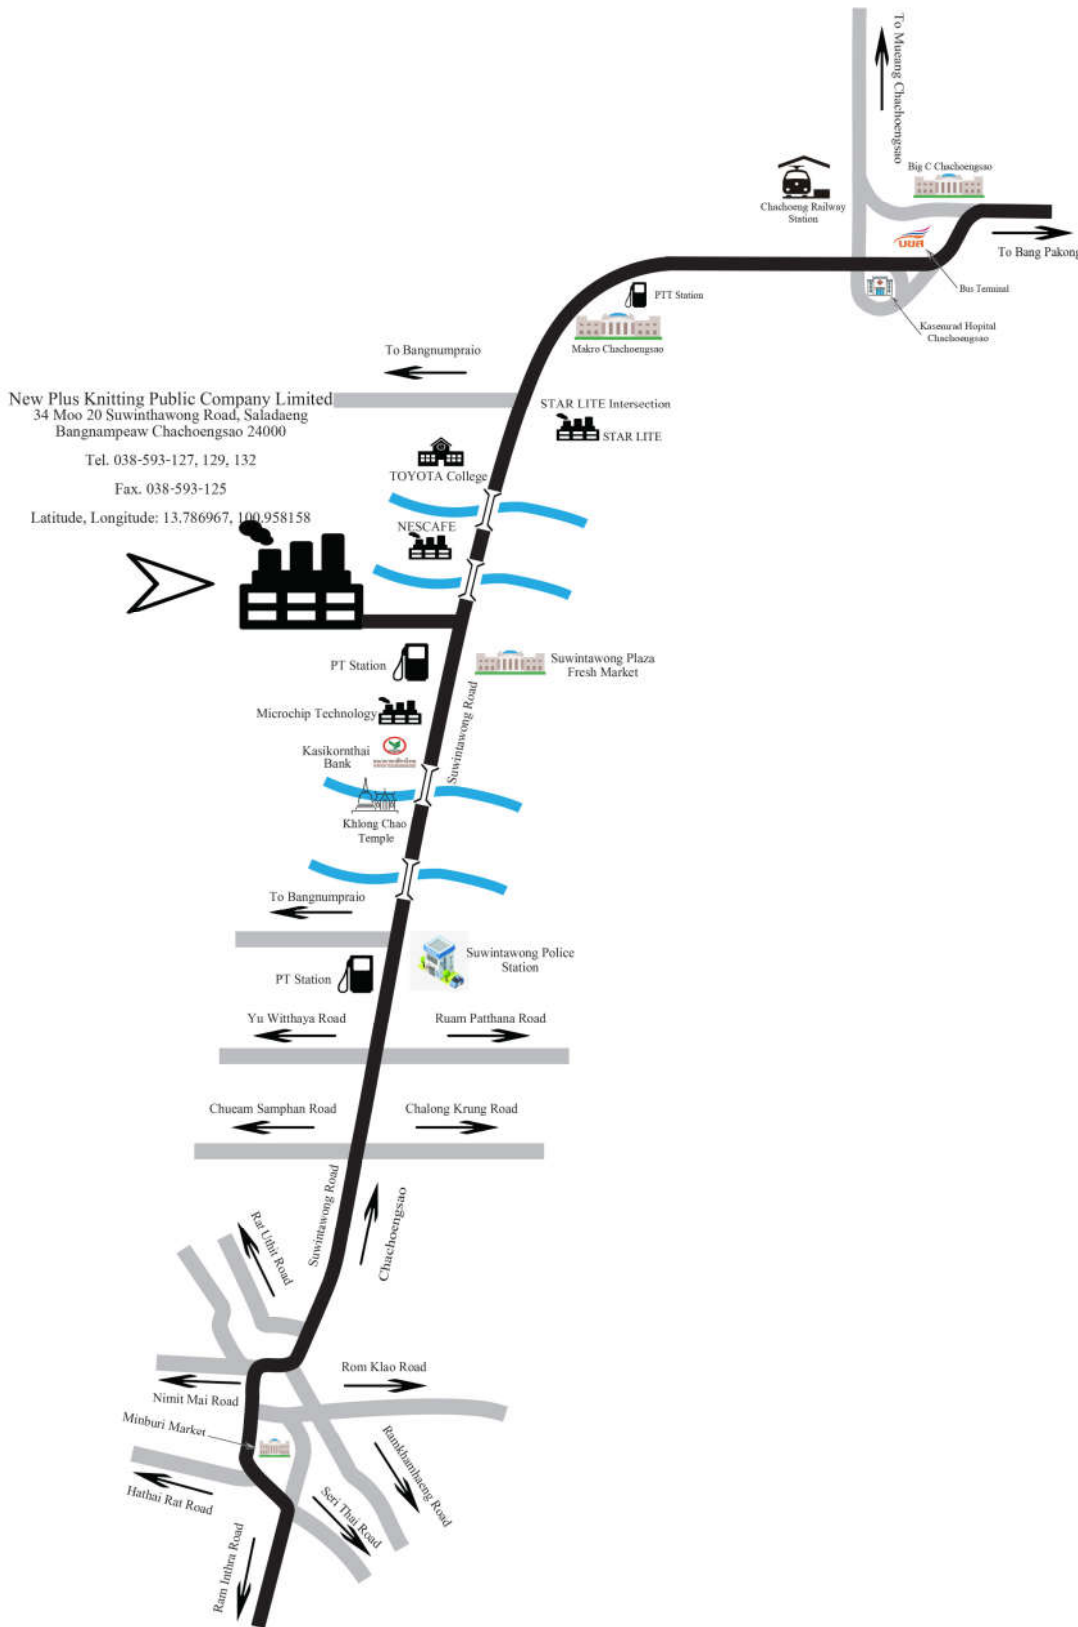 To Mueang Chachoengsao
Big C Chachoengsao
Chachoeng Railway
Station
บขส
To Bang Pakong
Bus Terminal
PTT Station
Kasemrad Hopital
Chachoengsao
Makro Chachoengsao
To Bangnumpraio
New Plus Knitting Public Company Limited
34 Moo 20 Suwinthawong Road, Saladaeng
Bangnampeaw Chachoengsao 24000
Tel. 038-593-127, 129, 132
Fax. 038-593-125
Latitude, Longitude: 13.786967, 100.958158
STAR LITE Intersection
STAR LITE
TOYOTA College
NESCAFE
PT Station
Suwintawong Plaza
Fresh Market
Microchip Technology
Suwintawong Road
Kasikornthai
Bank
Khlong Chao
Temple
To Bangnumpraio
Suwintawong Police
Station
PT Station
Yu Witthaya Road
Ruam Patthana Road
Chueam Samphan Road
Chalong Krung Road
Suwintawong Road
Chachoengsao
Rat Uthit Road
Rom Klao Road
Nimit Mai Road
Minburi Market
Ramkhamhaeng Road
Hathai Rat Road
Seri Thai Road
Ram Inthra Road